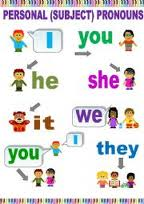 PERSONAL (SUBJECT) PRONOUNS
I you
he she
it we
you I they